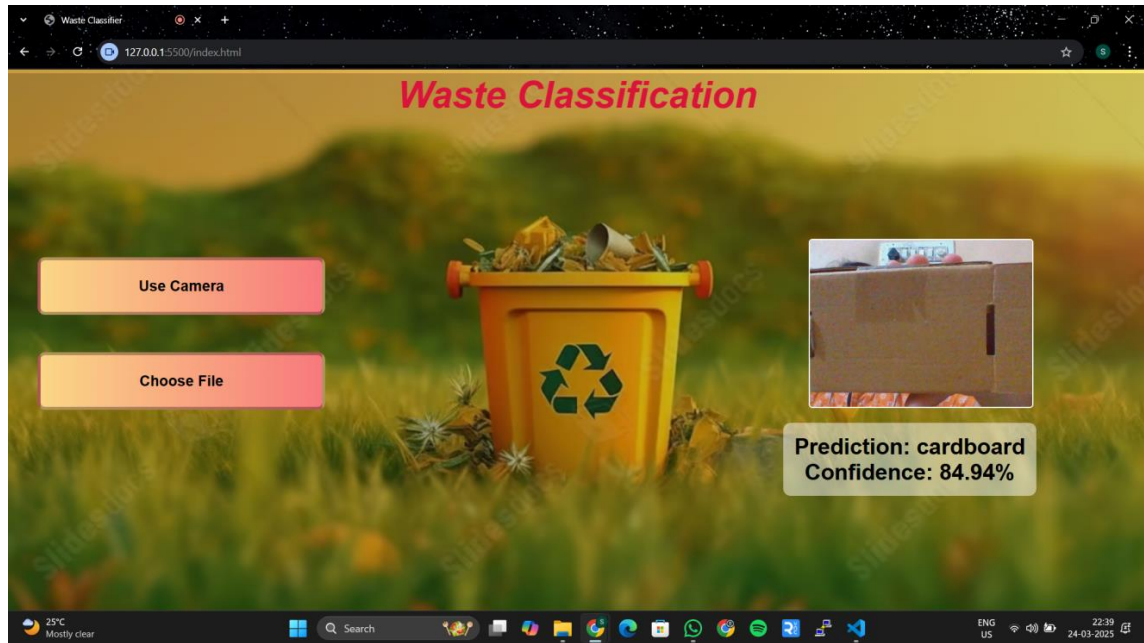 Waste Classifier
127.0.0.1:5500/index.html
S
Waste Classification
Use Camera
Choose File
Prediction: cardboard
Confidence: 84.94%
Slidesdocs
25°C
Mostly clear
Search
ENG
US
22:39
24-03-2025